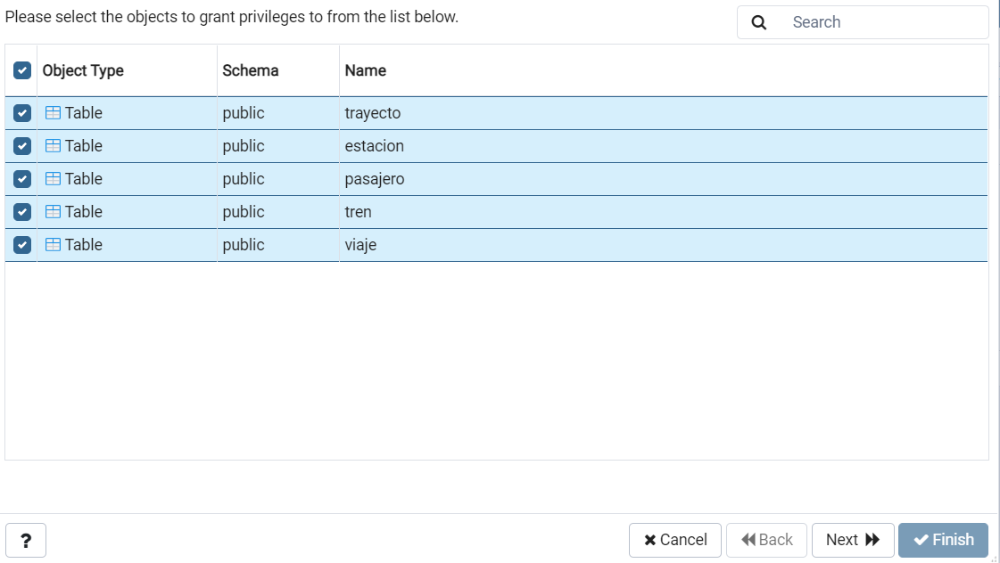 Please select the objects to grant privileges to from the list below.
Search
Object Type Schema Name
Table public trayecto
Table public estacion
Table public pasajero
Table public tren
Table public viaje
? Cancel Back Next Finish